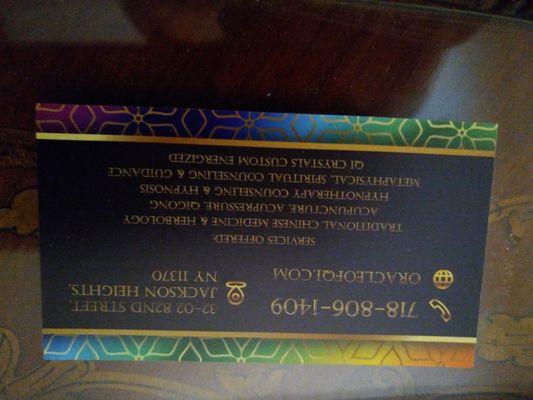 718-806-1409
ORACLEOFQI.COM
32-02 82ND STREET,
JACKSON HEIGHTS,
NY 11370
SERVICES OFFERED:
TRADITIONAL CHINESE MEDICINE & HERBOLOGY
ACUPUNCTURE, ACUPRESSURE, QIGONG
HYPNOTHERAPY COUNSELING & HYPNOSIS
METAPHYSICAL, SPIRITUAL COUNSELING & GUIDANCE
QI CRYSTALS CUSTOM ENERGIZED